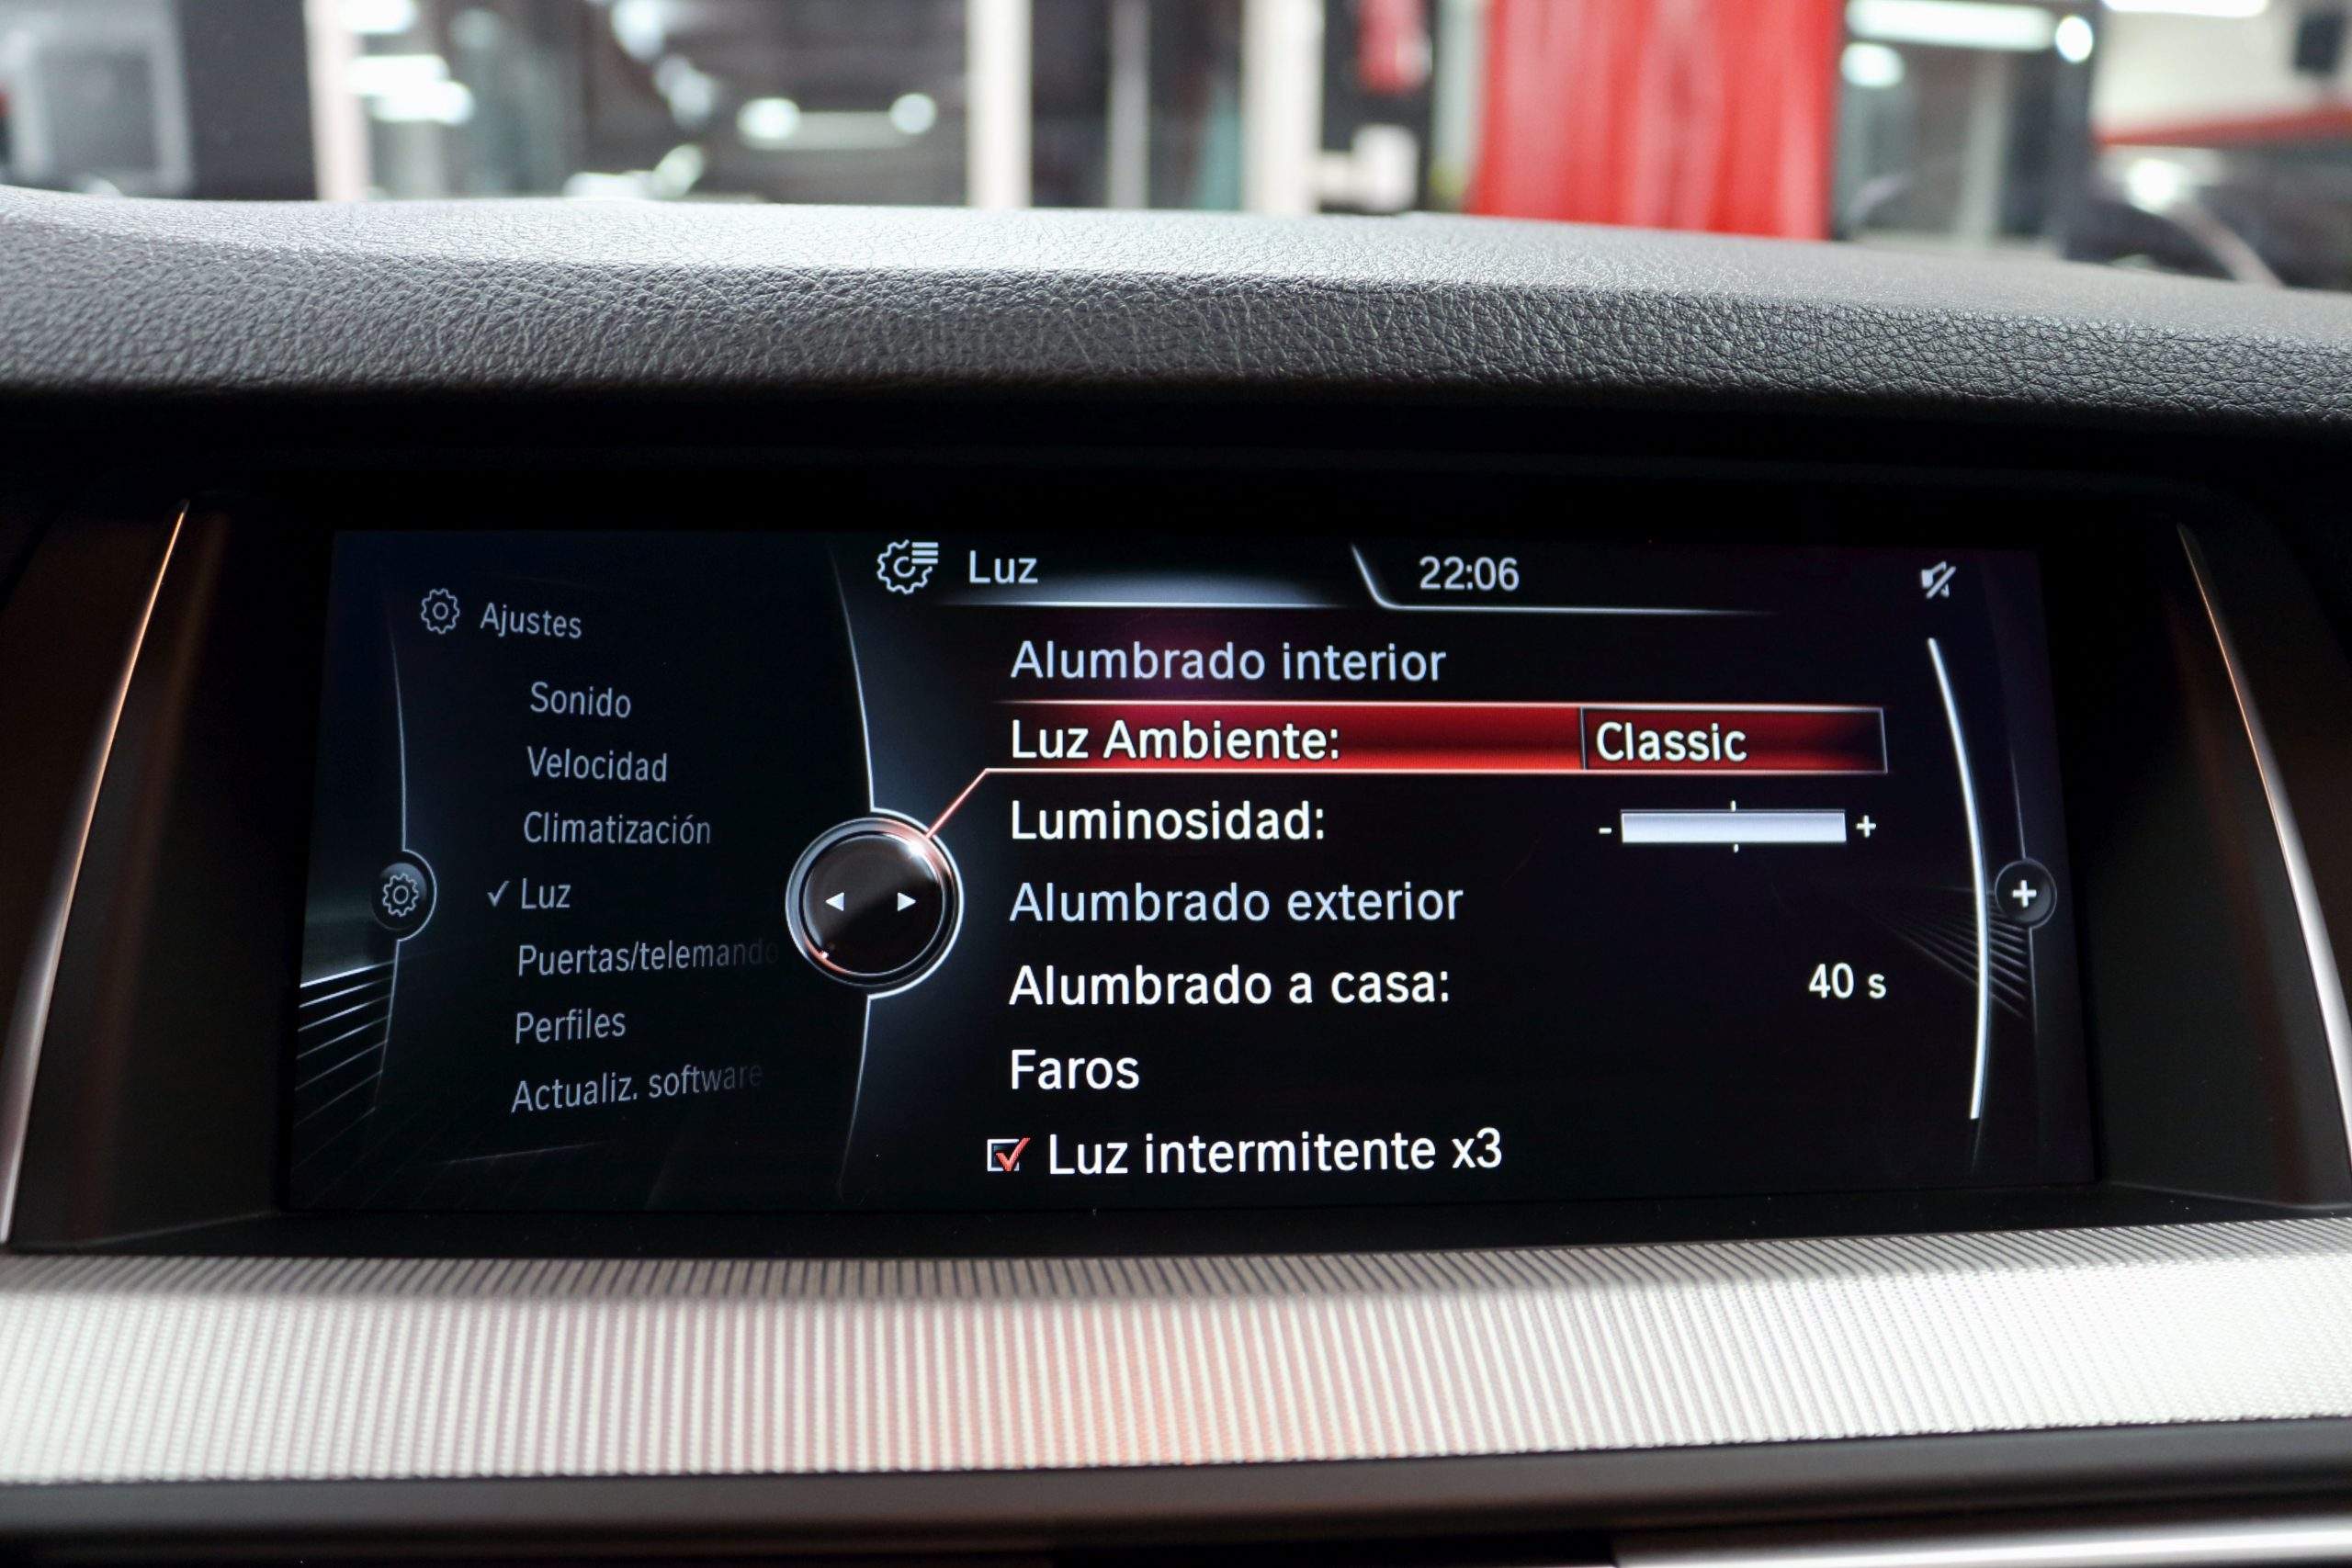 Ajustes
Sonido
Velocidad
Climatización
✓ Luz
Puertas/telemando
Perfiles
Actualiz. software
Luz
22:06
Alumbrado interior
Luz Ambiente: Classic
Luminosidad: - +
Alumbrado exterior
Alumbrado a casa: 40 s
Faros
Luz intermitente x3